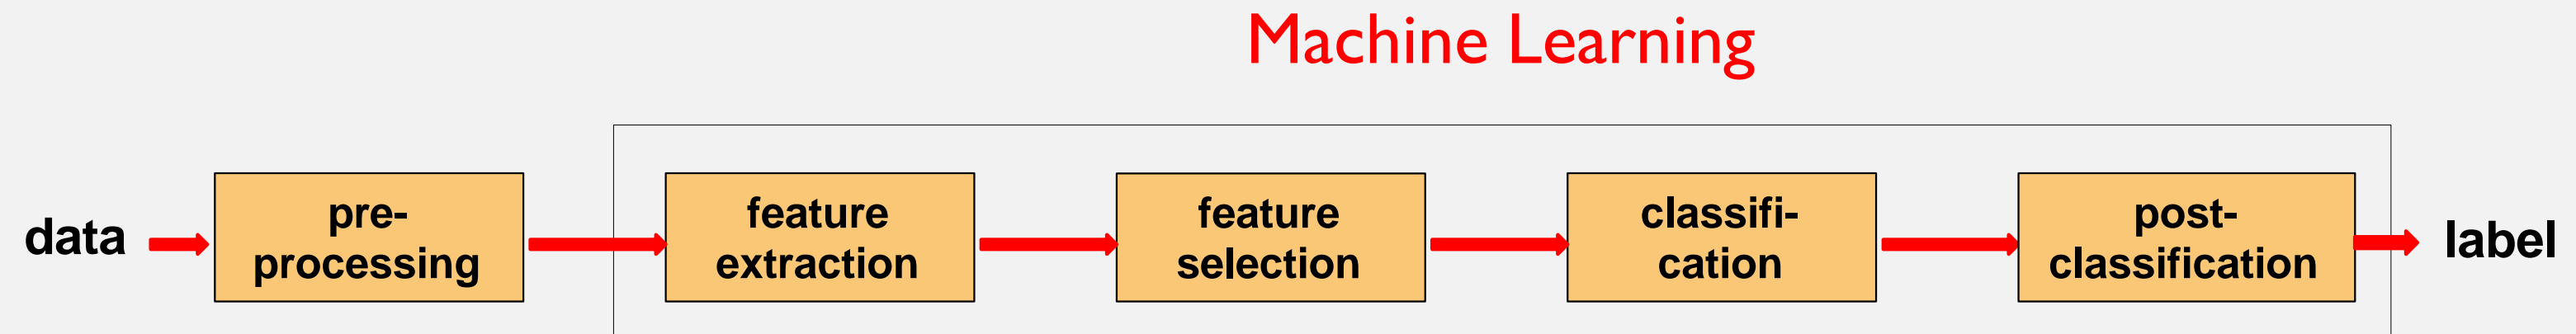 Machine Learning
data
pre-
processing
feature
extraction
feature
selection
classifi-
cation
post-
classification
label